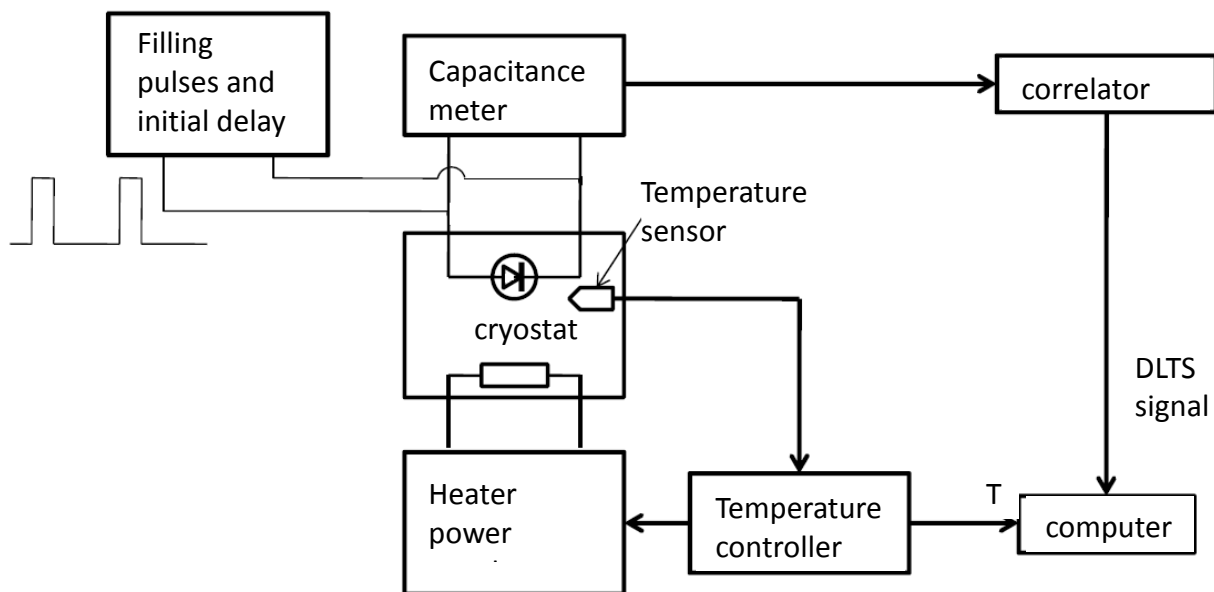 Filling
pulses and
initial delay
Capacitance
meter
correlator
Temperature
sensor
cryostat
DLTS
signal
Heater
power
Temperature
controller
T
computer